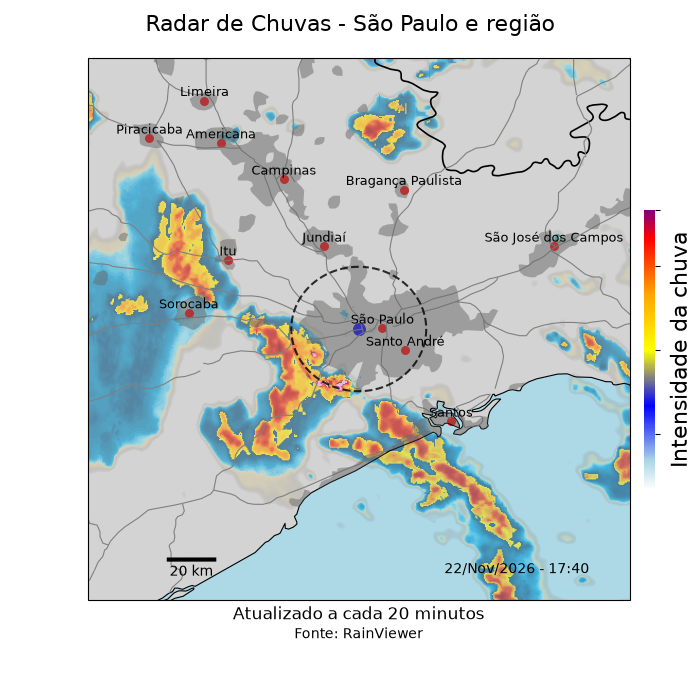 Radar de Chuvas - São Paulo e região
Limeira
Piracicaba
Americana
Campinas
Bragança Paulista
Jundiaí
São José dos Campos
Itu
Sorocaba
São Paulo
Santo André
Santos
Intensidade da chuva
22/Nov/2026 - 17:40
20 km
Atualizado a cada 20 minutos
Fonte: RainViewer